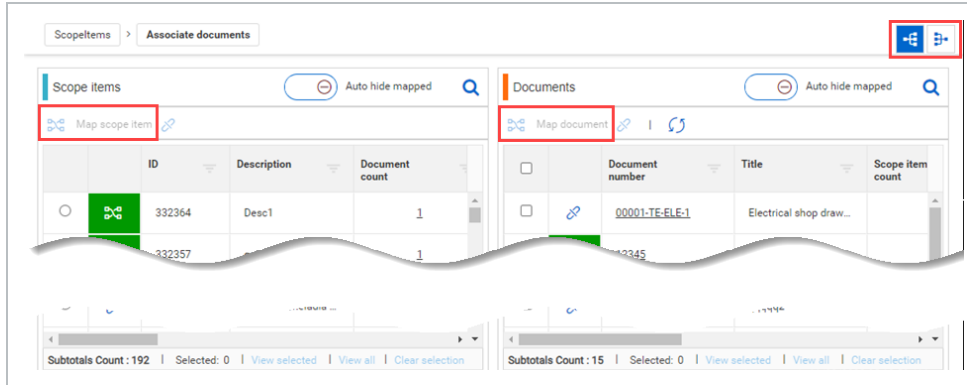 ScopeItems > Associate documents
Scope items
Auto hide mapped
Map scope item
ID Description Document count
332364 Desc1 1
332357 1
Subtotals Count : 192 | Selected: 0 | View selected | View all | Clear selection
Documents
Auto hide mapped
Map document |
Document number Title Scope item count
00001-TE-ELE-1 Electrical shop draw...
12345
Subtotals Count : 15 | Selected: 0 | View selected | View all | Clear selection